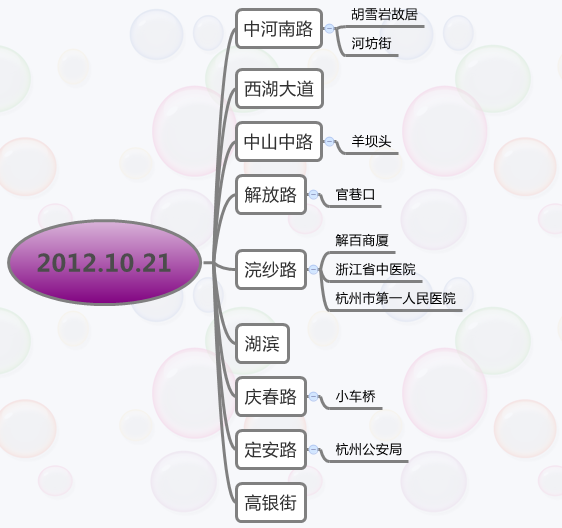 2012.10.21
中河南路
胡雪岩故居
河坊街
西湖大道
中山中路
羊坝头
解放路
官巷口
浣纱路
解百商厦
浙江省中医院
杭州市第一人民医院
湖滨
庆春路
小车桥
定安路
杭州公安局
高银街